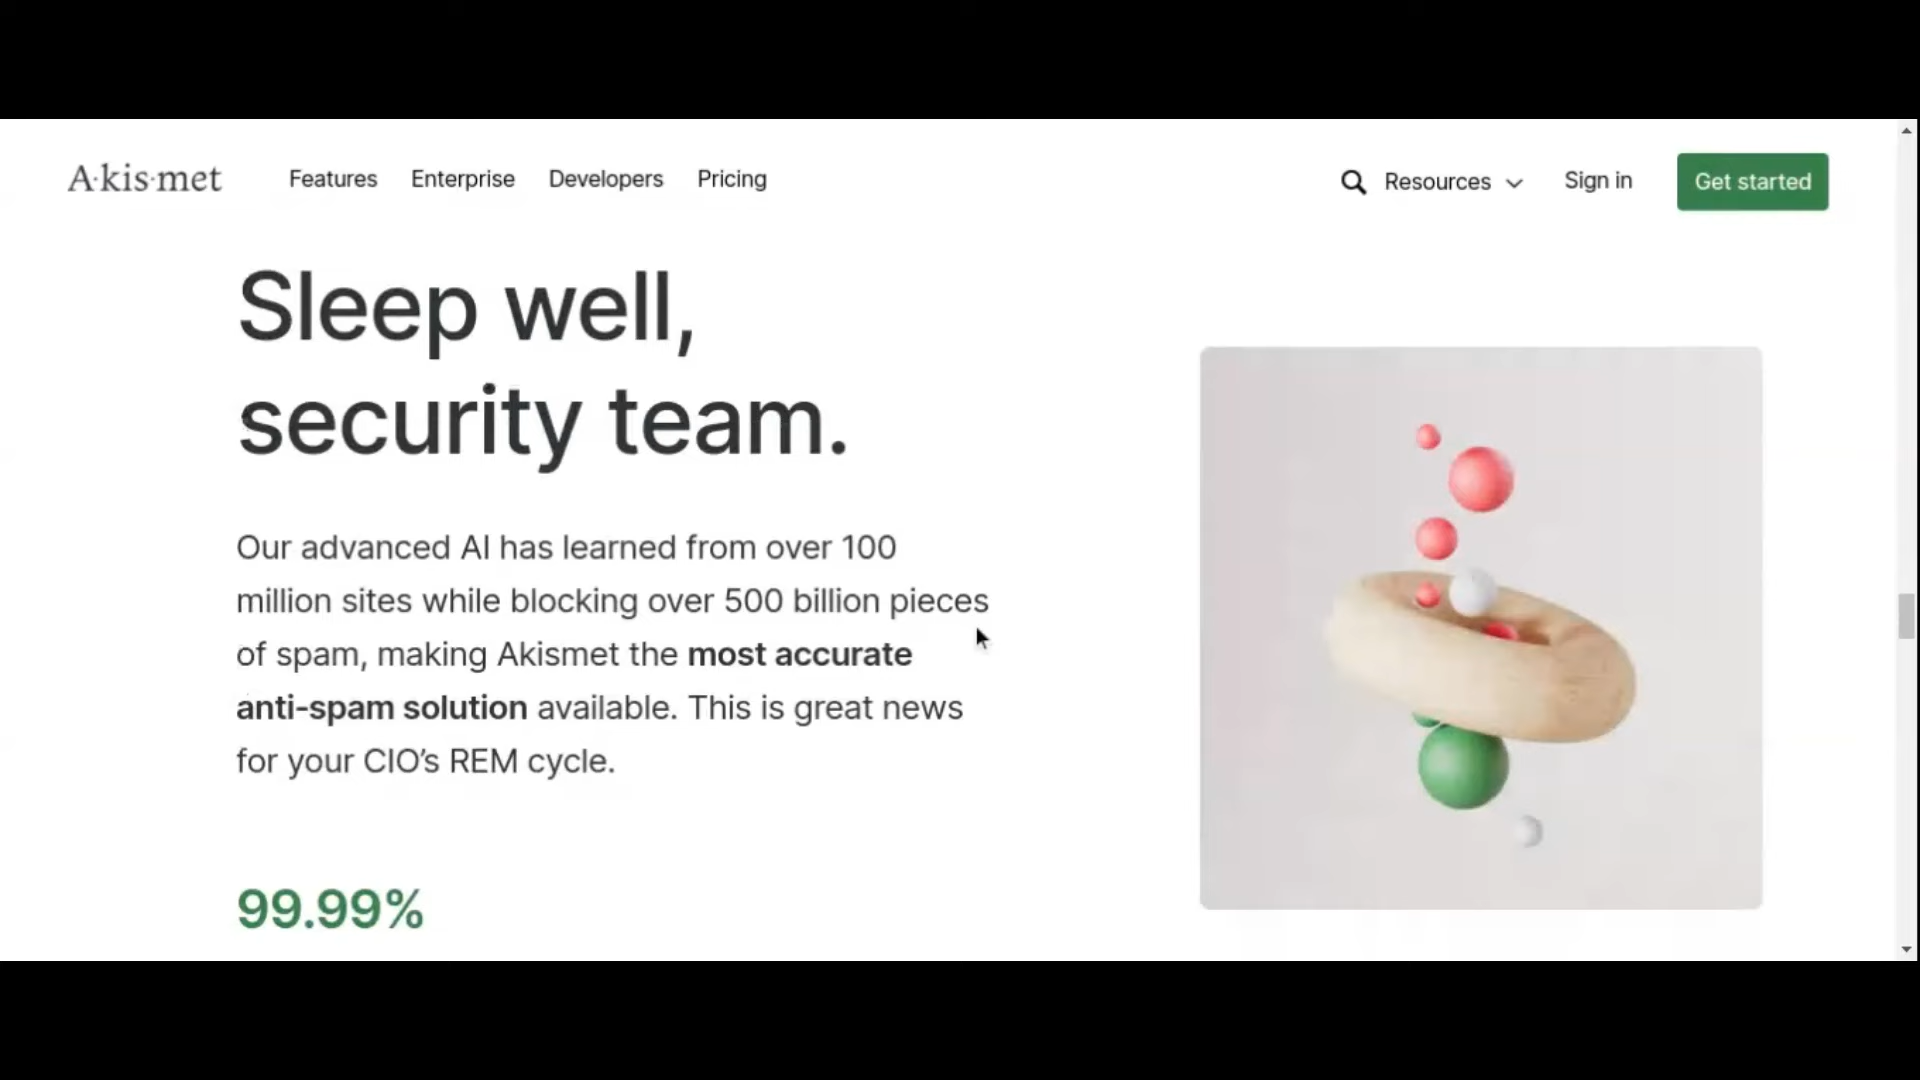 A·kis·met Features Enterprise Developers Pricing Resources Sign in Get started
Sleep well,
security team.
Our advanced AI has learned from over 100
million sites while blocking over 500 billion pieces
of spam, making Akismet the most accurate
anti-spam solution available. This is great news
for your CIO’s REM cycle.
99.99%